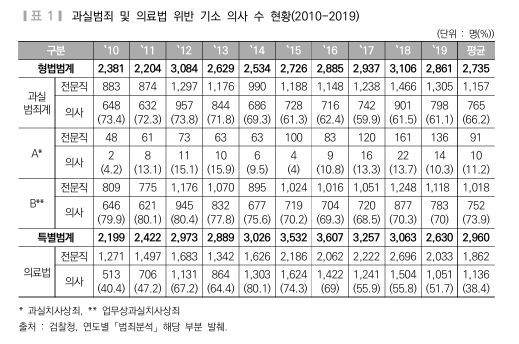 ▌표 1▐ 과실범죄 및 의료법 위반 기소 의사 수 현황(2010-2019)
(단위 : 명(%))
구분 `10 `11 `12 `13 `14 `15 `16 `17 `18 `19 평균
형법범계 2,381 2,204 3,084 2,629 2,534 2,726 2,885 2,937 3,106 2,861 2,735
과실범죄계 전문직 883 874 1,297 1,176 990 1,188 1,148 1,238 1,466 1,305 1,157
의사 648 632 957 844 686 728 716 742 901 798 765
(73.4) (72.3) (73.8) (71.8) (69.3) (61.3) (62.4) (59.9) (61.5) (61.1) (66.2)
A* 전문직 48 61 73 63 63 100 83 120 161 136 91
의사 2 8 11 10 6 4 9 16 22 14 10
(4.2) (13.1) (15.1) (15.9) (9.5) (4) (10.8) (13.3) (13.7) (10.3) (11.2)
B** 전문직 809 775 1,176 1,070 895 1,024 1,016 1,051 1,248 1,118 1,018
의사 646 621 945 832 677 719 704 720 877 783 752
(79.9) (80.1) (80.4) (77.8) (75.6) (70.2) (69.3) (68.5) (70.3) (70) (73.9)
특별범계 2,199 2,422 2,973 2,889 3,026 3,532 3,607 3,257 3,063 2,630 2,960
의료법 전문직 1,271 1,497 1,683 1,342 1,626 2,186 2,062 2,222 2,696 2,033 1,862
의사 513 706 1,131 864 1,303 1,624 1,422 1,241 1,504 1,051 1,136
(40.4) (47.2) (67.2) (64.4) (80.1) (74.3) (69) (55.9) (55.8) (51.7) (38.4)
* 과실치사상죄, ** 업무상과실치사상죄
출처 : 검찰청, 연도별 「범죄분석」 해당 부분 발췌.